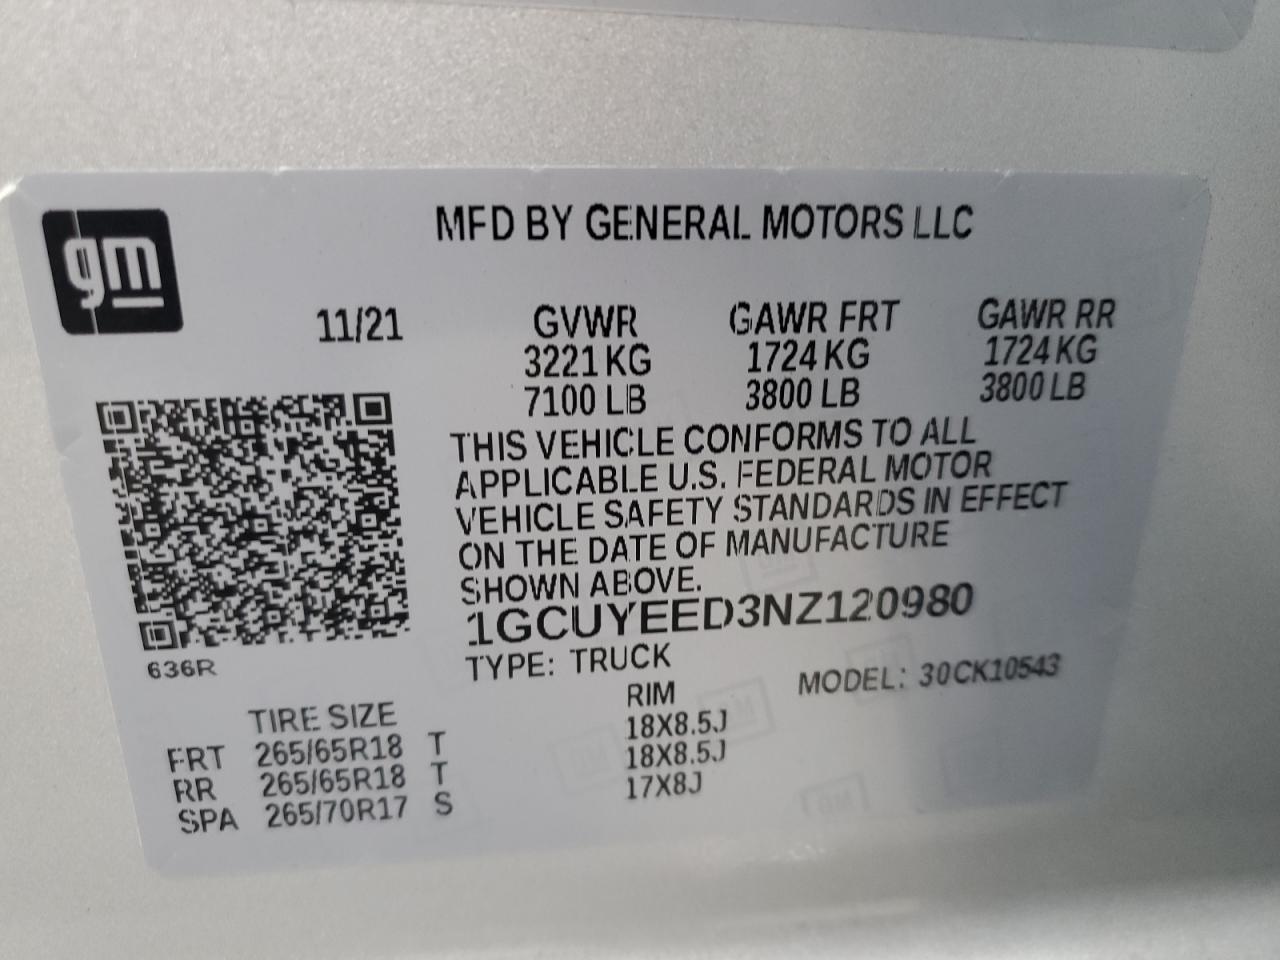 gm
MFD BY GENERAL MOTORS LLC
11/21 GVWR GAWR FRT GAWR RR
3221 KG 1724 KG 1724 KG
7100 LB 3800 LB 3800 LB
THIS VEHICLE CONFORMS TO ALL
APPLICABLE U.S. FEDERAL MOTOR
VEHICLE SAFETY STANDARDS IN EFFECT
ON THE DATE OF MANUFACTURE
SHOWN ABOVE.
1GCUYEED3NZ120980
636R
TYPE: TRUCK MODEL: 30CK10543
TIRE SIZE RIM
FRT 265/65R18 T 18X8.5J
RR 265/65R18 T 18X8.5J
SPA 265/70R17 S 17X8J